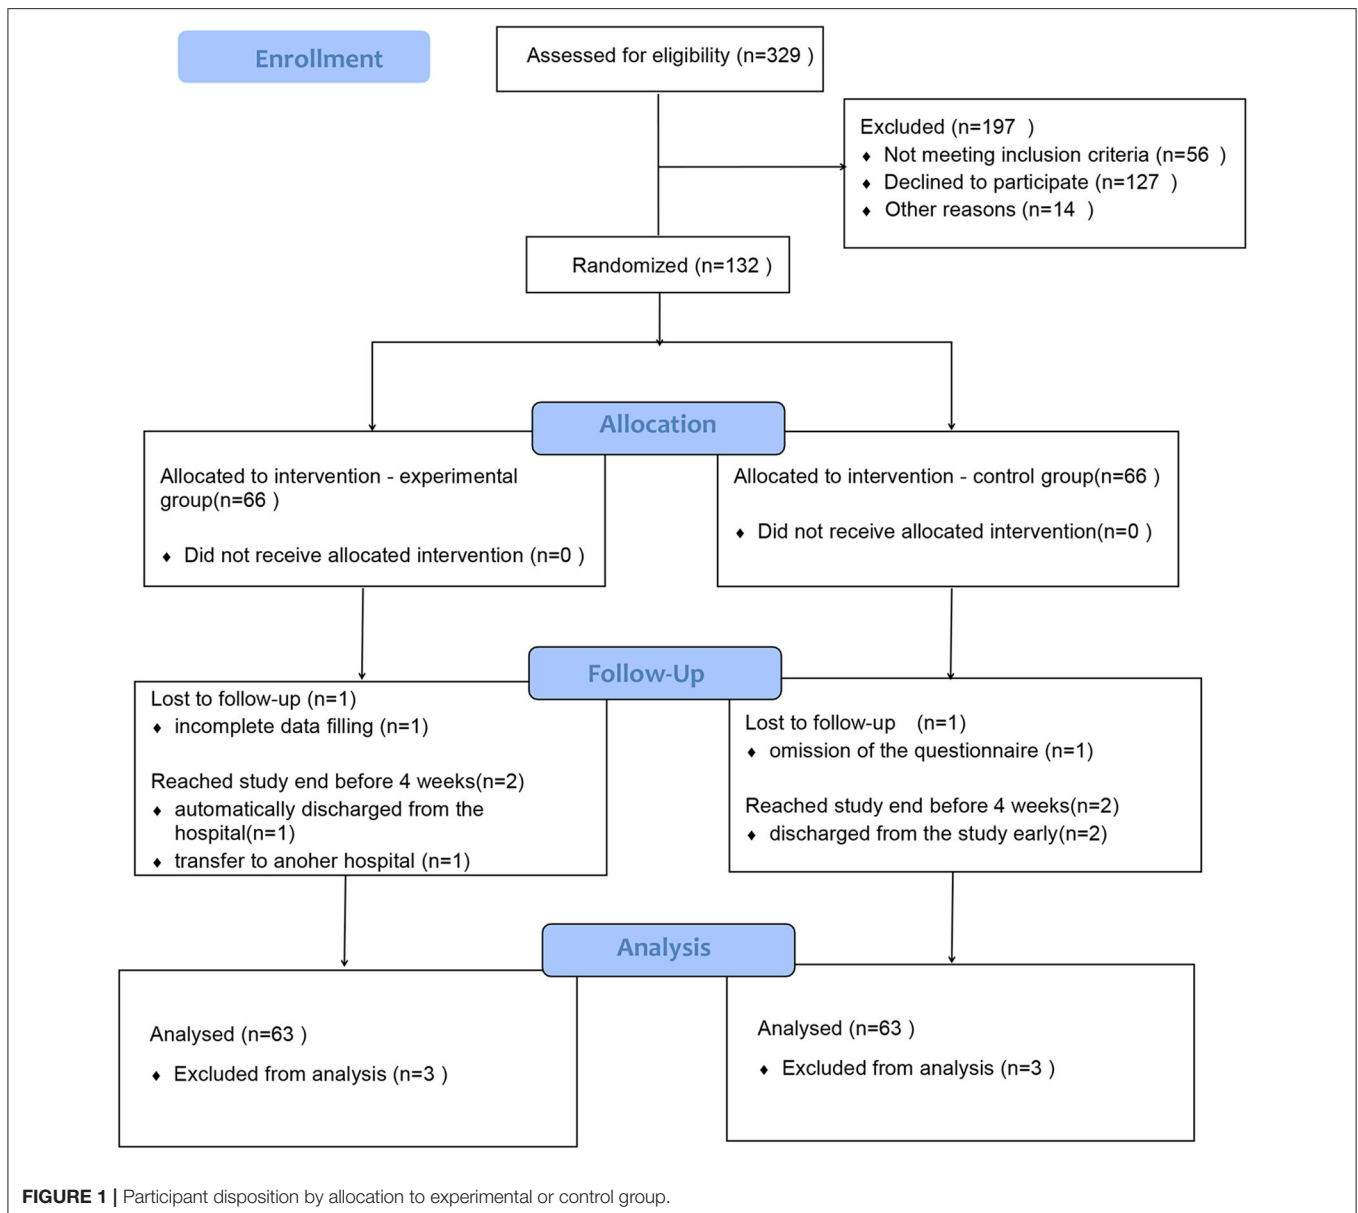 Enrollment
Assessed for eligibility (n=329 )
Excluded (n=197 )
♦ Not meeting inclusion criteria (n=56 )
♦ Declined to participate (n=127 )
♦ Other reasons (n=14 )
Randomized (n=132 )
Allocation
Allocated to intervention - experimental
group(n=66 )
♦ Did not receive allocated intervention (n=0 )
Allocated to intervention - control group(n=66 )
♦ Did not receive allocated intervention(n=0 )
Follow-Up
Lost to follow-up (n=1)
♦ incomplete data filling (n=1)
Reached study end before 4 weeks(n=2)
♦ automatically discharged from the
hospital(n=1)
♦ transfer to anoher hospital (n=1)
Lost to follow-up (n=1)
♦ omission of the questionnaire (n=1)
Reached study end before 4 weeks(n=2)
♦ discharged from the study early(n=2)
Analysis
Analysed (n=63 )
♦ Excluded from analysis (n=3 )
Analysed (n=63 )
♦ Excluded from analysis (n=3 )
FIGURE 1 | Participant disposition by allocation to experimental or control group.